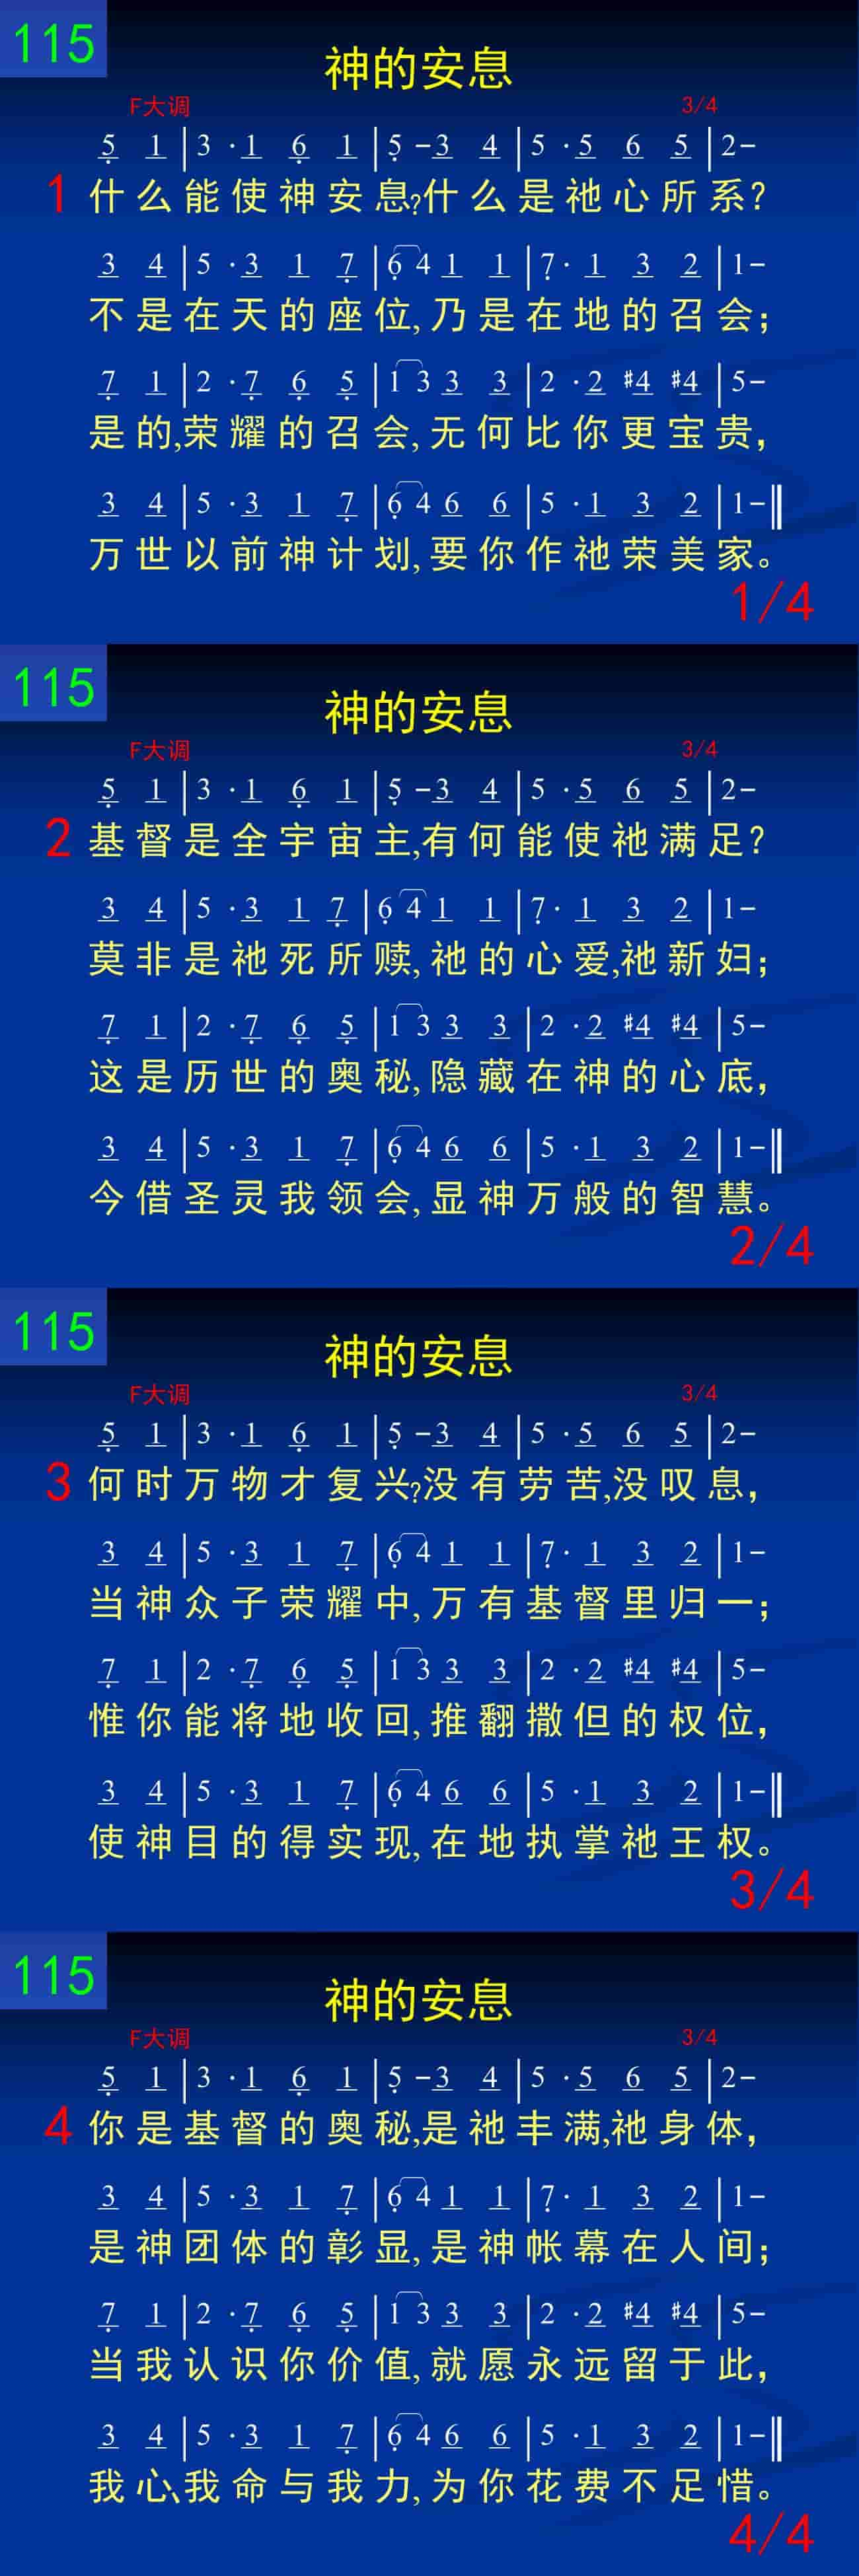 115
神的安息
F大调 3/4
5̣ 1 | 3 · 1 6̣ 1 | 5̣ - 3 4 | 5 · 5 6 5 | 2-
1 什么能使神安息?什么是祂心所系?
3 4 | 5 · 3 1 7̣ | 6̣ 4 1 1 | 7̣ · 1 3 2 | 1-
不是在天的座位,乃是在地的召会;
7̣ 1 | 2 · 7̣ 6̣ 5̣ | 1 3 3 3 | 2 · 2 #4 #4 | 5-
是的,荣耀的召会,无何比你更宝贵,
3 4 | 5 · 3 1 7̣ | 6̣ 4 6 6 | 5 · 1 3 2 | 1-‖
万世以前神计划,要你作祂荣美家。
1/4
115
神的安息
F大调 3/4
5̣ 1 | 3 · 1 6̣ 1 | 5̣ - 3 4 | 5 · 5 6 5 | 2-
2 基督是全宇宙主,有何能使祂满足?
3 4 | 5 · 3 1 7̣ | 6̣ 4 1 1 | 7̣ · 1 3 2 | 1-
莫非是祂死所赎,祂的心爱,祂新妇;
7̣ 1 | 2 · 7̣ 6̣ 5̣ | 1 3 3 3 | 2 · 2 #4 #4 | 5-
这是历世的奥秘,隐藏在神的心底,
3 4 | 5 · 3 1 7̣ | 6̣ 4 6 6 | 5 · 1 3 2 | 1-‖
今借圣灵我领会,显神万般的智慧。
2/4
115
神的安息
F大调 3/4
5̣ 1 | 3 · 1 6̣ 1 | 5̣ - 3 4 | 5 · 5 6 5 | 2-
3 何时万物才复兴?没有劳苦,没叹息,
3 4 | 5 · 3 1 7̣ | 6̣ 4 1 1 | 7̣ · 1 3 2 | 1-
当神众子荣耀中,万有基督里归一;
7̣ 1 | 2 · 7̣ 6̣ 5̣ | 1 3 3 3 | 2 · 2 #4 #4 | 5-
惟你能将地收回,推翻撒但的权位,
3 4 | 5 · 3 1 7̣ | 6̣ 4 6 6 | 5 · 1 3 2 | 1-‖
使神目的得实现,在地执掌祂王权。
3/4
115
神的安息
F大调 3/4
5̣ 1 | 3 · 1 6̣ 1 | 5̣ - 3 4 | 5 · 5 6 5 | 2-
4 你是基督的奥秘,是祂丰满,祂身体,
3 4 | 5 · 3 1 7̣ | 6̣ 4 1 1 | 7̣ · 1 3 2 | 1-
是神团体的彰显,是神帐幕在人间;
7̣ 1 | 2 · 7̣ 6̣ 5̣ | 1 3 3 3 | 2 · 2 #4 #4 | 5-
当我认识你价值,就愿永远留于此,
3 4 | 5 · 3 1 7̣ | 6̣ 4 6 6 | 5 · 1 3 2 | 1-‖
我心、我命与我力,为你花费不足惜。
4/4